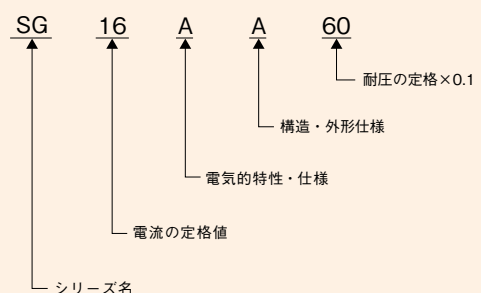 SG 16 A A 60
耐圧の定格×0.1
構造・外形仕様
電気的特性・仕様
電流の定格値
シリーズ名